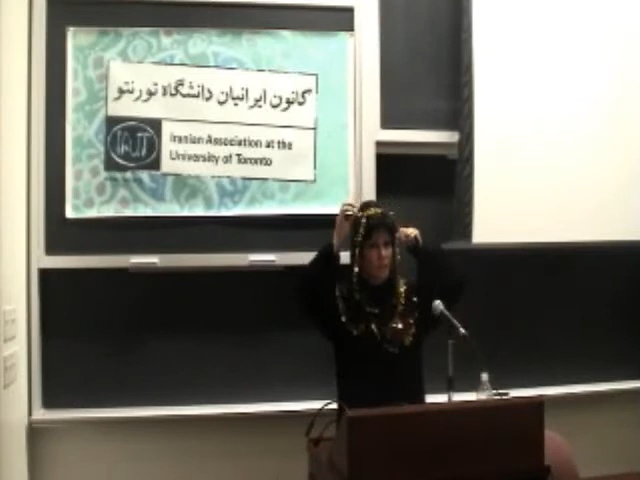 کانون ایرانیان دانشگاه تورنتو
Iranian Association at the
University of Toronto